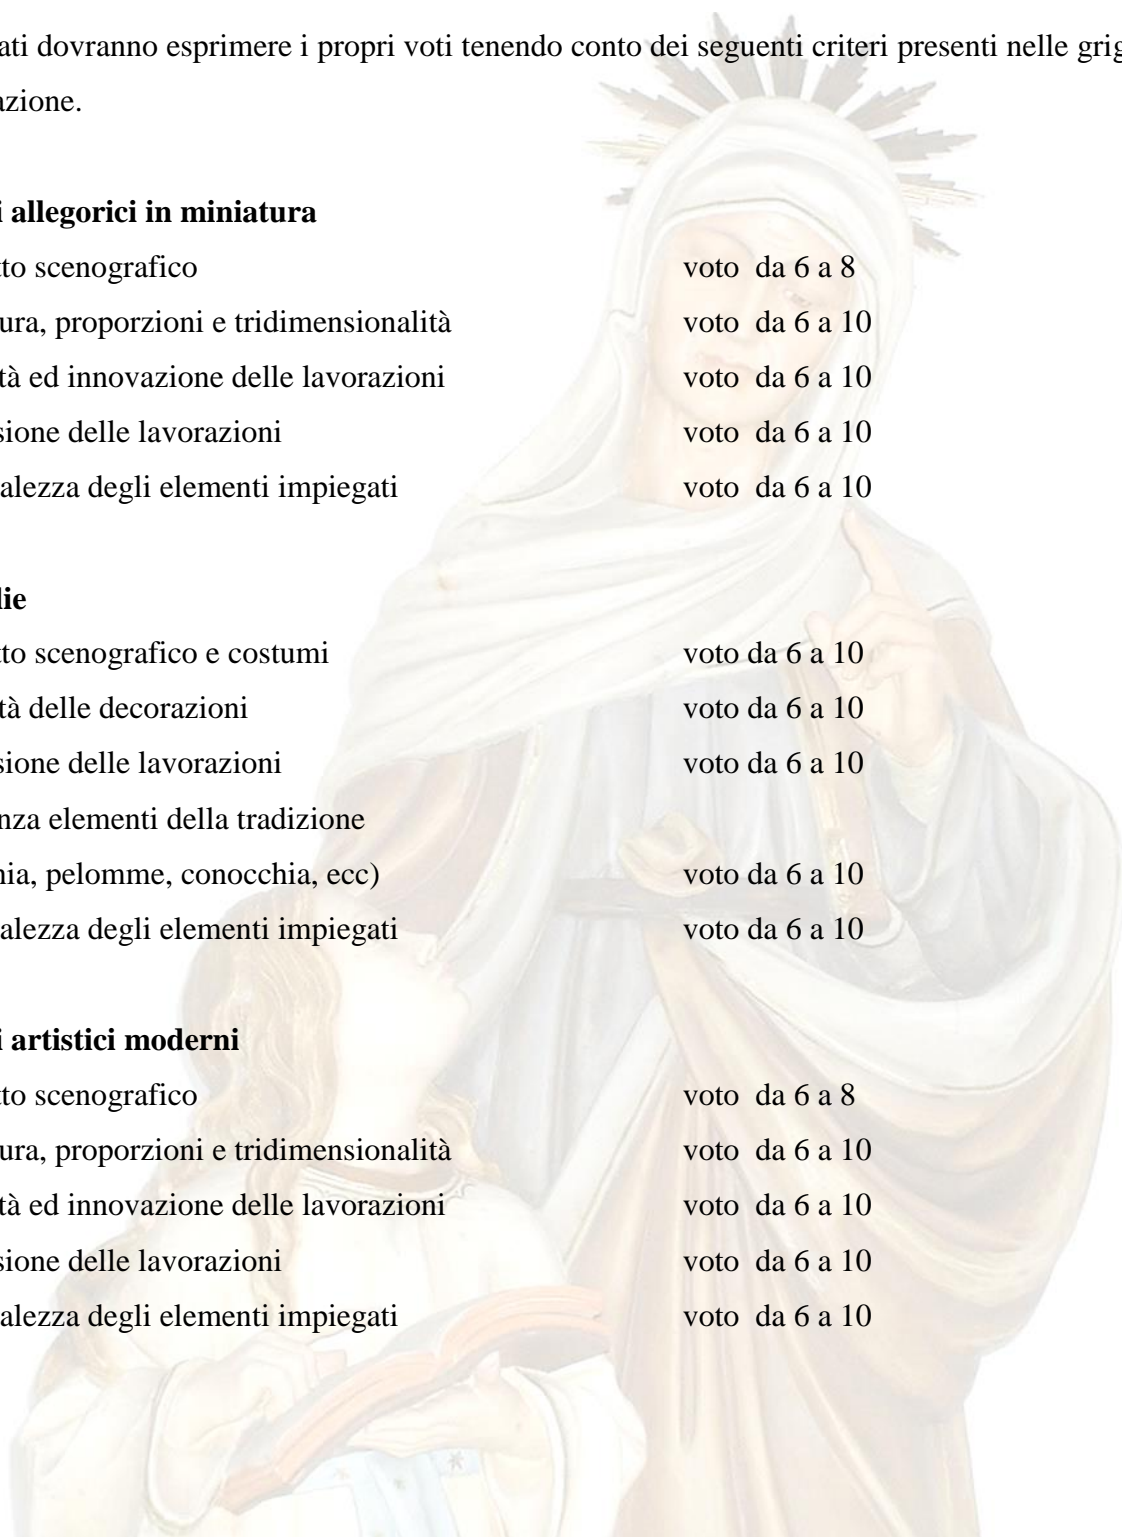 ati dovranno esprimere i propri voti tenendo conto dei seguenti criteri presenti nelle grig
azione.
i allegorici in miniatura
tto scenografico voto da 6 a 8
ura, proporzioni e tridimensionalità voto da 6 a 10
tà ed innovazione delle lavorazioni voto da 6 a 10
sione delle lavorazioni voto da 6 a 10
alezza degli elementi impiegati voto da 6 a 10
lie
tto scenografico e costumi voto da 6 a 10
tà delle decorazioni voto da 6 a 10
sione delle lavorazioni voto da 6 a 10
nza elementi della tradizione
nia, pelomme, conocchia, ecc) voto da 6 a 10
alezza degli elementi impiegati voto da 6 a 10
i artistici moderni
tto scenografico voto da 6 a 8
ura, proporzioni e tridimensionalità voto da 6 a 10
tà ed innovazione delle lavorazioni voto da 6 a 10
sione delle lavorazioni voto da 6 a 10
alezza degli elementi impiegati voto da 6 a 10